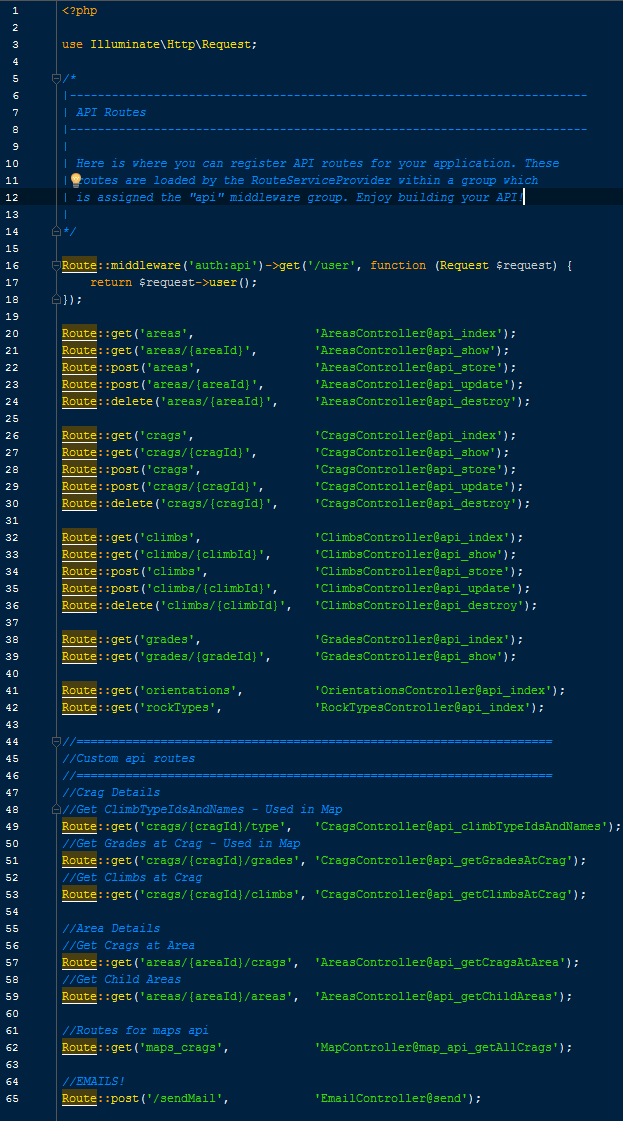 1 <?php
2
3 use Illuminate\Http\Request;
4
5 /*
6 |--------------------------------------------------------------------------
7 | API Routes
8 |--------------------------------------------------------------------------
9 |
10 | Here is where you can register API routes for your application. These
11 | routes are loaded by the RouteServiceProvider within a group which
12 | is assigned the "api" middleware group. Enjoy building your API!
13 |
14 */
15
16 Route::middleware('auth:api')->get('/user', function (Request $request) {
17     return $request->user();
18 });
19
20 Route::get('areas',                 'AreasController@api_index');
21 Route::get('areas/{areaId}',        'AreasController@api_show');
22 Route::post('areas',                'AreasController@api_store');
23 Route::post('areas/{areaId}',       'AreasController@api_update');
24 Route::delete('areas/{areaId}',     'AreasController@api_destroy');
25
26 Route::get('crags',                 'CragsController@api_index');
27 Route::get('crags/{cragId}',        'CragsController@api_show');
28 Route::post('crags',                'CragsController@api_store');
29 Route::post('crags/{cragId}',       'CragsController@api_update');
30 Route::delete('crags/{cragId}',     'CragsController@api_destroy');
31
32 Route::get('climbs',                'ClimbsController@api_index');
33 Route::get('climbs/{climbId}',      'ClimbsController@api_show');
34 Route::post('climbs',               'ClimbsController@api_store');
35 Route::post('climbs/{climbId}',     'ClimbsController@api_update');
36 Route::delete('climbs/{climbId}',   'ClimbsController@api_destroy');
37
38 Route::get('grades',                'GradesController@api_index');
39 Route::get('grades/{gradeId}',      'GradesController@api_show');
40
41 Route::get('orientations',          'OrientationsController@api_index');
42 Route::get('rockTypes',             'RockTypesController@api_index');
43
44 //====================================================================
45 //Custom api routes
46 //====================================================================
47 //Crag Details
48 //Get ClimbTypeIdsAndNames - Used in Map
49 Route::get('crags/{cragId}/type',   'CragsController@api_climbTypeIdsAndNames');
50 //Get Grades at Crag - Used in Map
51 Route::get('crags/{cragId}/grades', 'CragsController@api_getGradesAtCrag');
52 //Get Climbs at Crag
53 Route::get('crags/{cragId}/climbs', 'CragsController@api_getClimbsAtCrag');
54
55 //Area Details
56 //Get Crags at Area
57 Route::get('areas/{areaId}/crags',  'AreasController@api_getCragsAtArea');
58 //Get Child Areas
59 Route::get('areas/{areaId}/areas',  'AreasController@api_getChildAreas');
60
61 //Routes for maps api
62 Route::get('maps_crags',            'MapController@map_api_getAllCrags');
63
64 //EMAILS!
65 Route::post('/sendMail',            'EmailController@send');